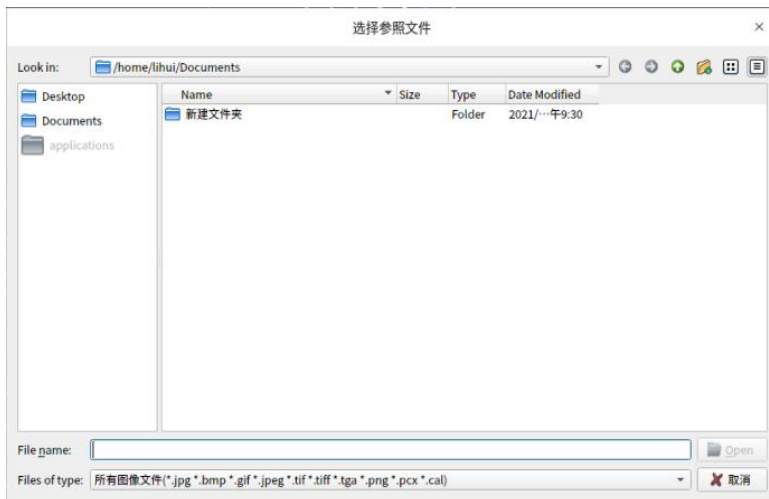 选择参照文件
Look in: /home/lihui/Documents
Desktop
Documents
applications
Name Size Type Date Modified
新建文件夹 Folder 2021/…午9:30
File name: Open
Files of type: 所有图像文件(*.jpg *.bmp *.gif *.jpeg *.tif *.tiff *.tga *.png *.pcx *.cal) 取消